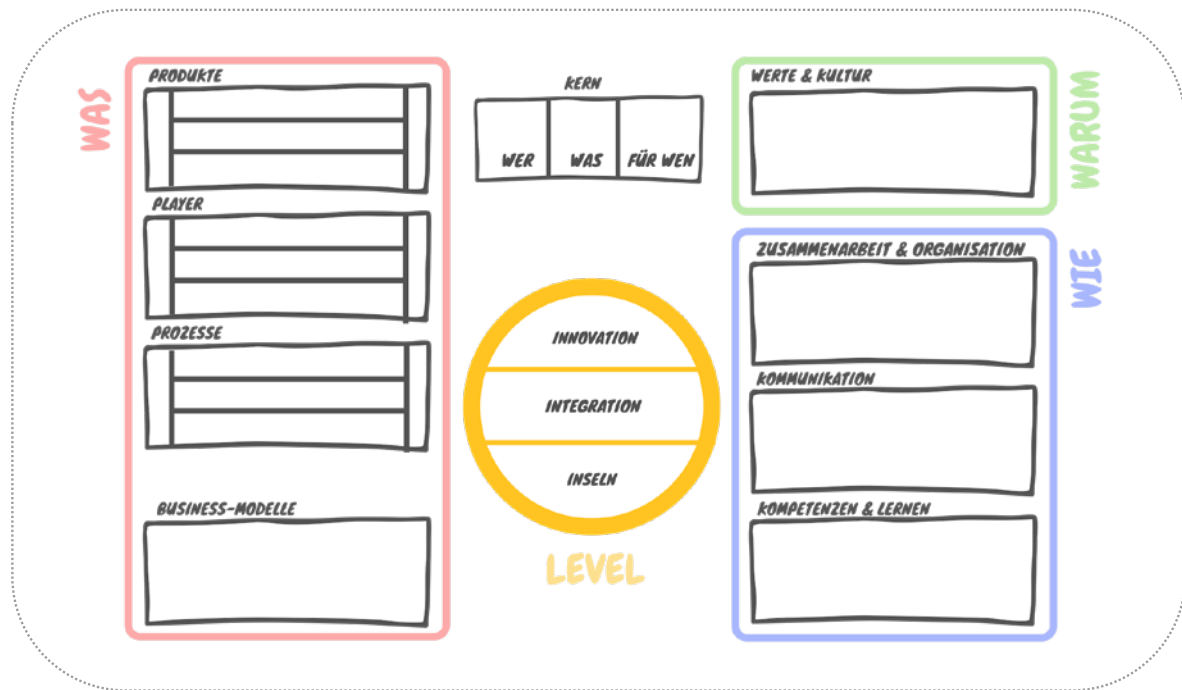 WAS
PRODUKTE
PLAYER
PROZESSE
BUSINESS-MODELLE
KERN
WER
WAS
FÜR WEN
INNOVATION
INTEGRATION
INSELN
LEVEL
WERTE & KULTUR
WARUM
ZUSAMMENARBEIT & ORGANISATION
KOMMUNIKATION
KOMPETENZEN & LERNEN
WIE